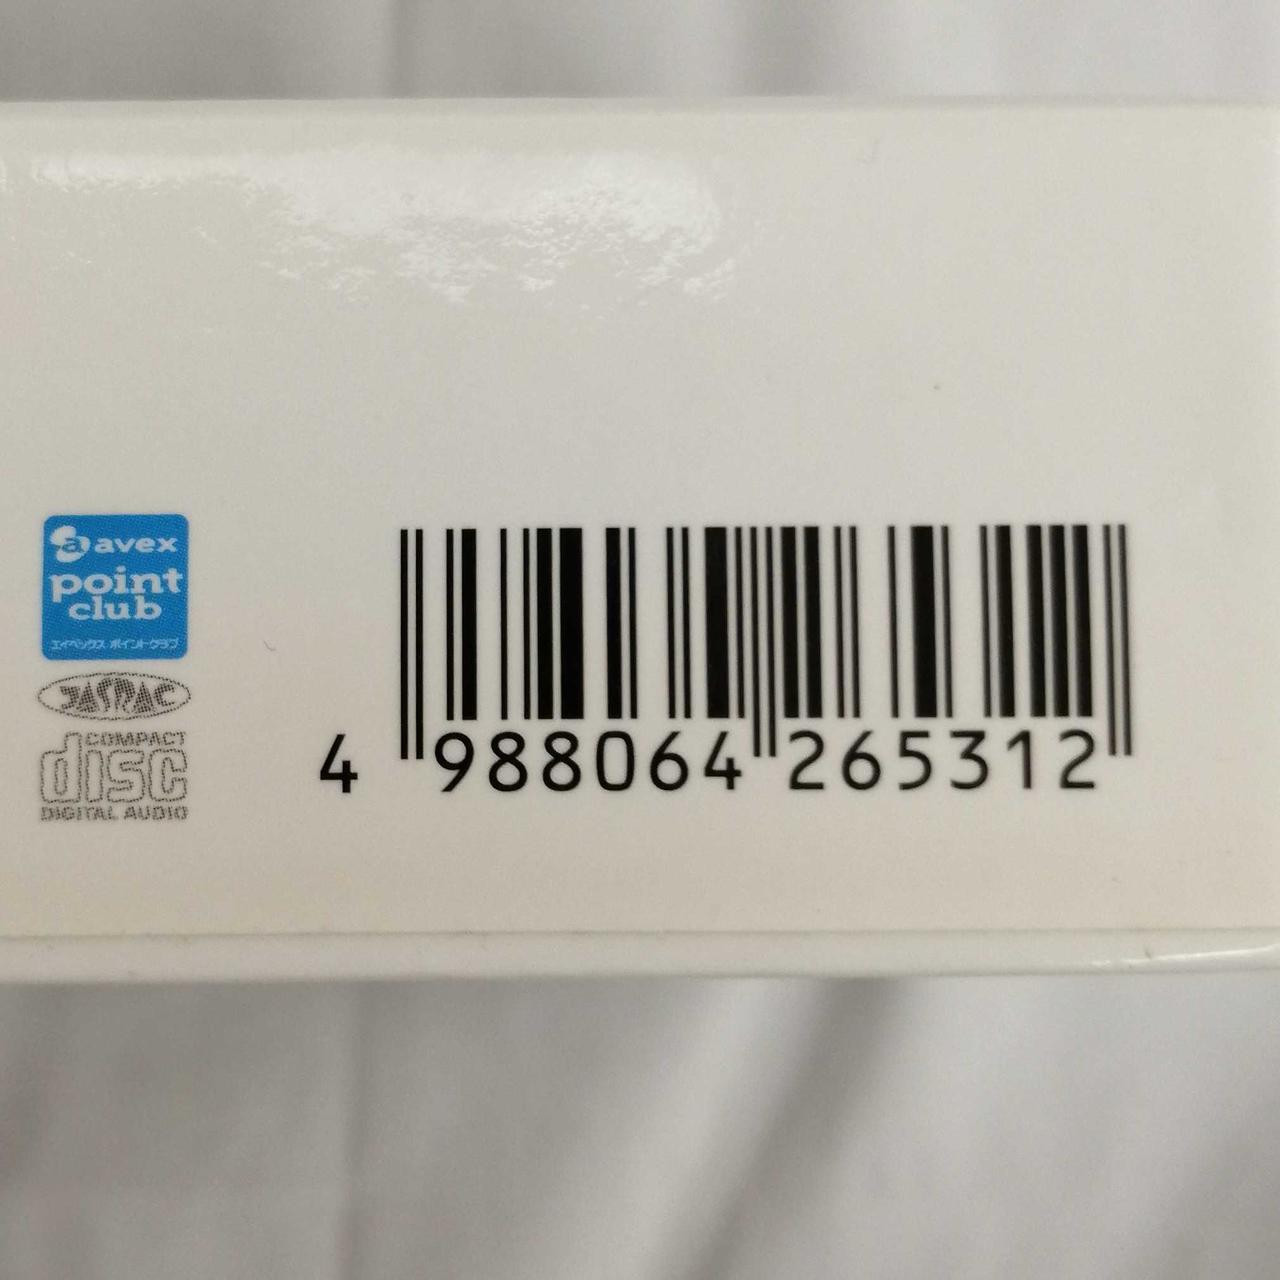 avex
point
club
エイベックス ポイントクラブ
JASRAC
COMPACT
disc
DIGITAL AUDIO
4 988064 265312